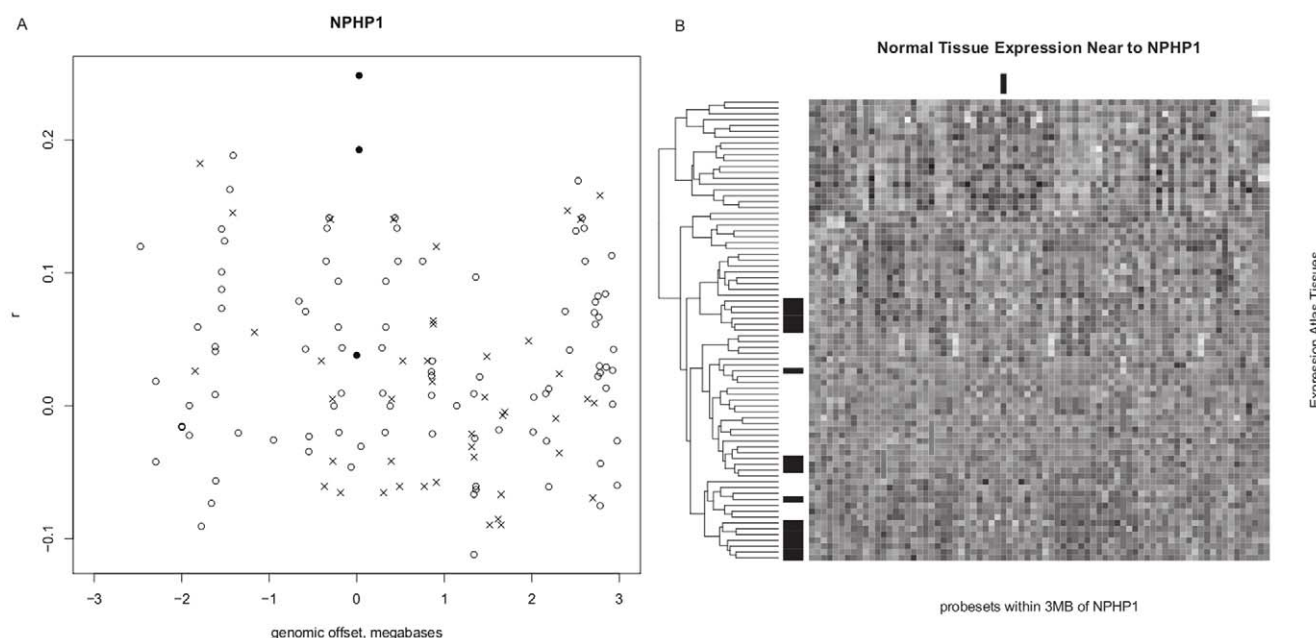 A
NPHP1
0.2
0.1
0.0
−0.1
r
−3 −2 −1 0 1 2 3
genomic offset, megabases
B
Normal Tissue Expression Near to NPHP1
Expression Atlas Tissues
probesets within 3MB of NPHP1